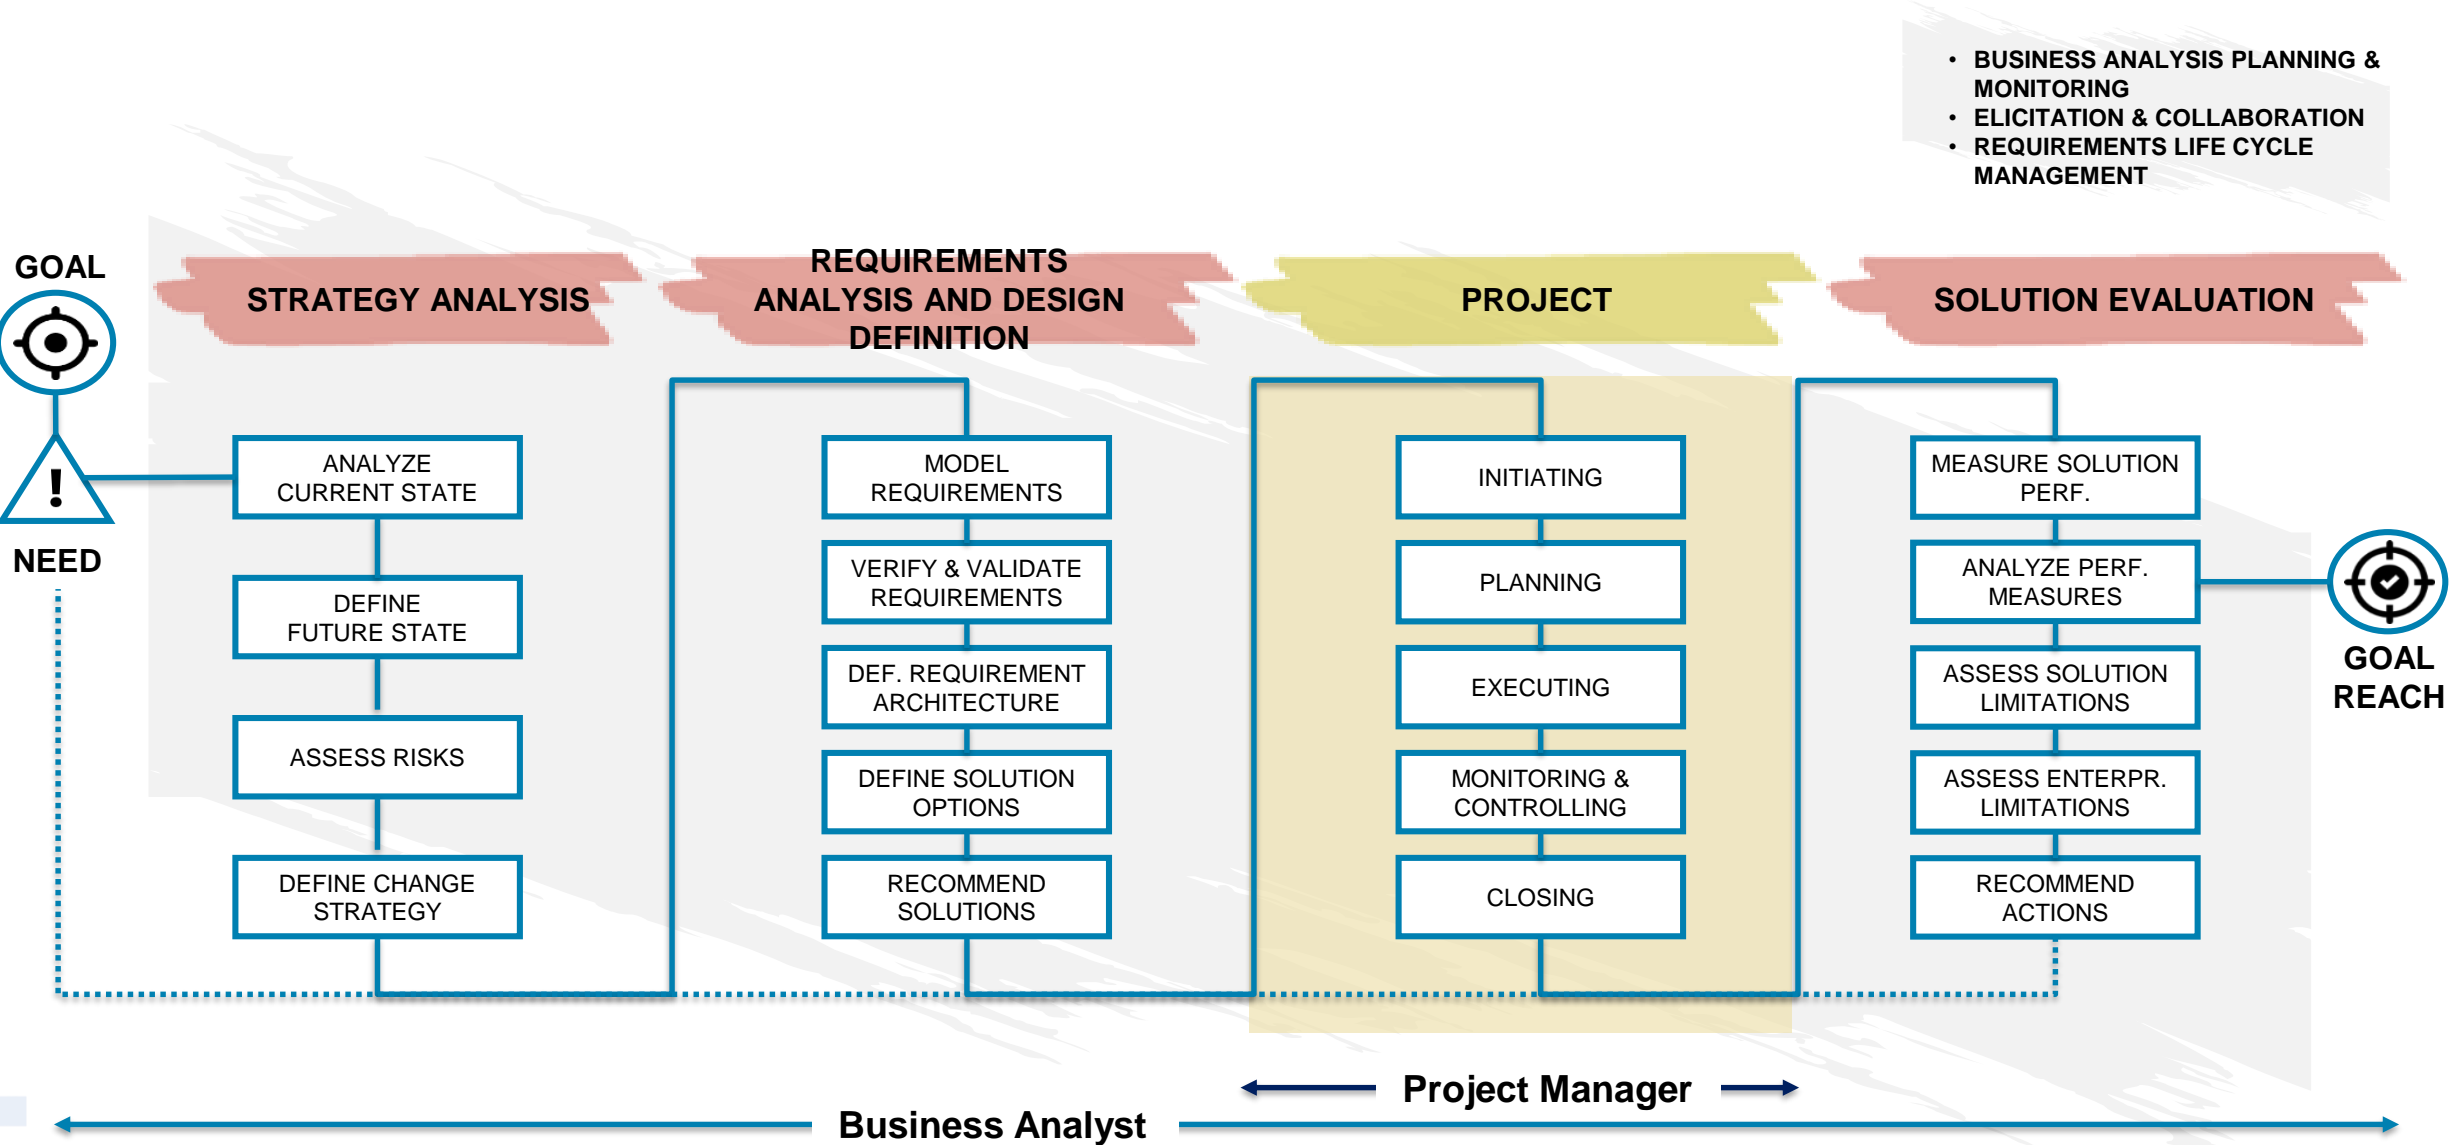 • BUSINESS ANALYSIS PLANNING &
MONITORING
• ELICITATION & COLLABORATION
• REQUIREMENTS LIFE CYCLE
MANAGEMENT
GOAL
!
NEED
STRATEGY ANALYSIS
ANALYZE
CURRENT STATE
DEFINE
FUTURE STATE
ASSESS RISKS
DEFINE CHANGE
STRATEGY
REQUIREMENTS
ANALYSIS AND DESIGN
DEFINITION
MODEL
REQUIREMENTS
VERIFY & VALIDATE
REQUIREMENTS
DEF. REQUIREMENT
ARCHITECTURE
DEFINE SOLUTION
OPTIONS
RECOMMEND
SOLUTIONS
PROJECT
INITIATING
PLANNING
EXECUTING
MONITORING &
CONTROLLING
CLOSING
SOLUTION EVALUATION
MEASURE SOLUTION
PERF.
ANALYZE PERF.
MEASURES
ASSESS SOLUTION
LIMITATIONS
ASSESS ENTERPR.
LIMITATIONS
RECOMMEND
ACTIONS
GOAL
REACH
Project Manager
Business Analyst